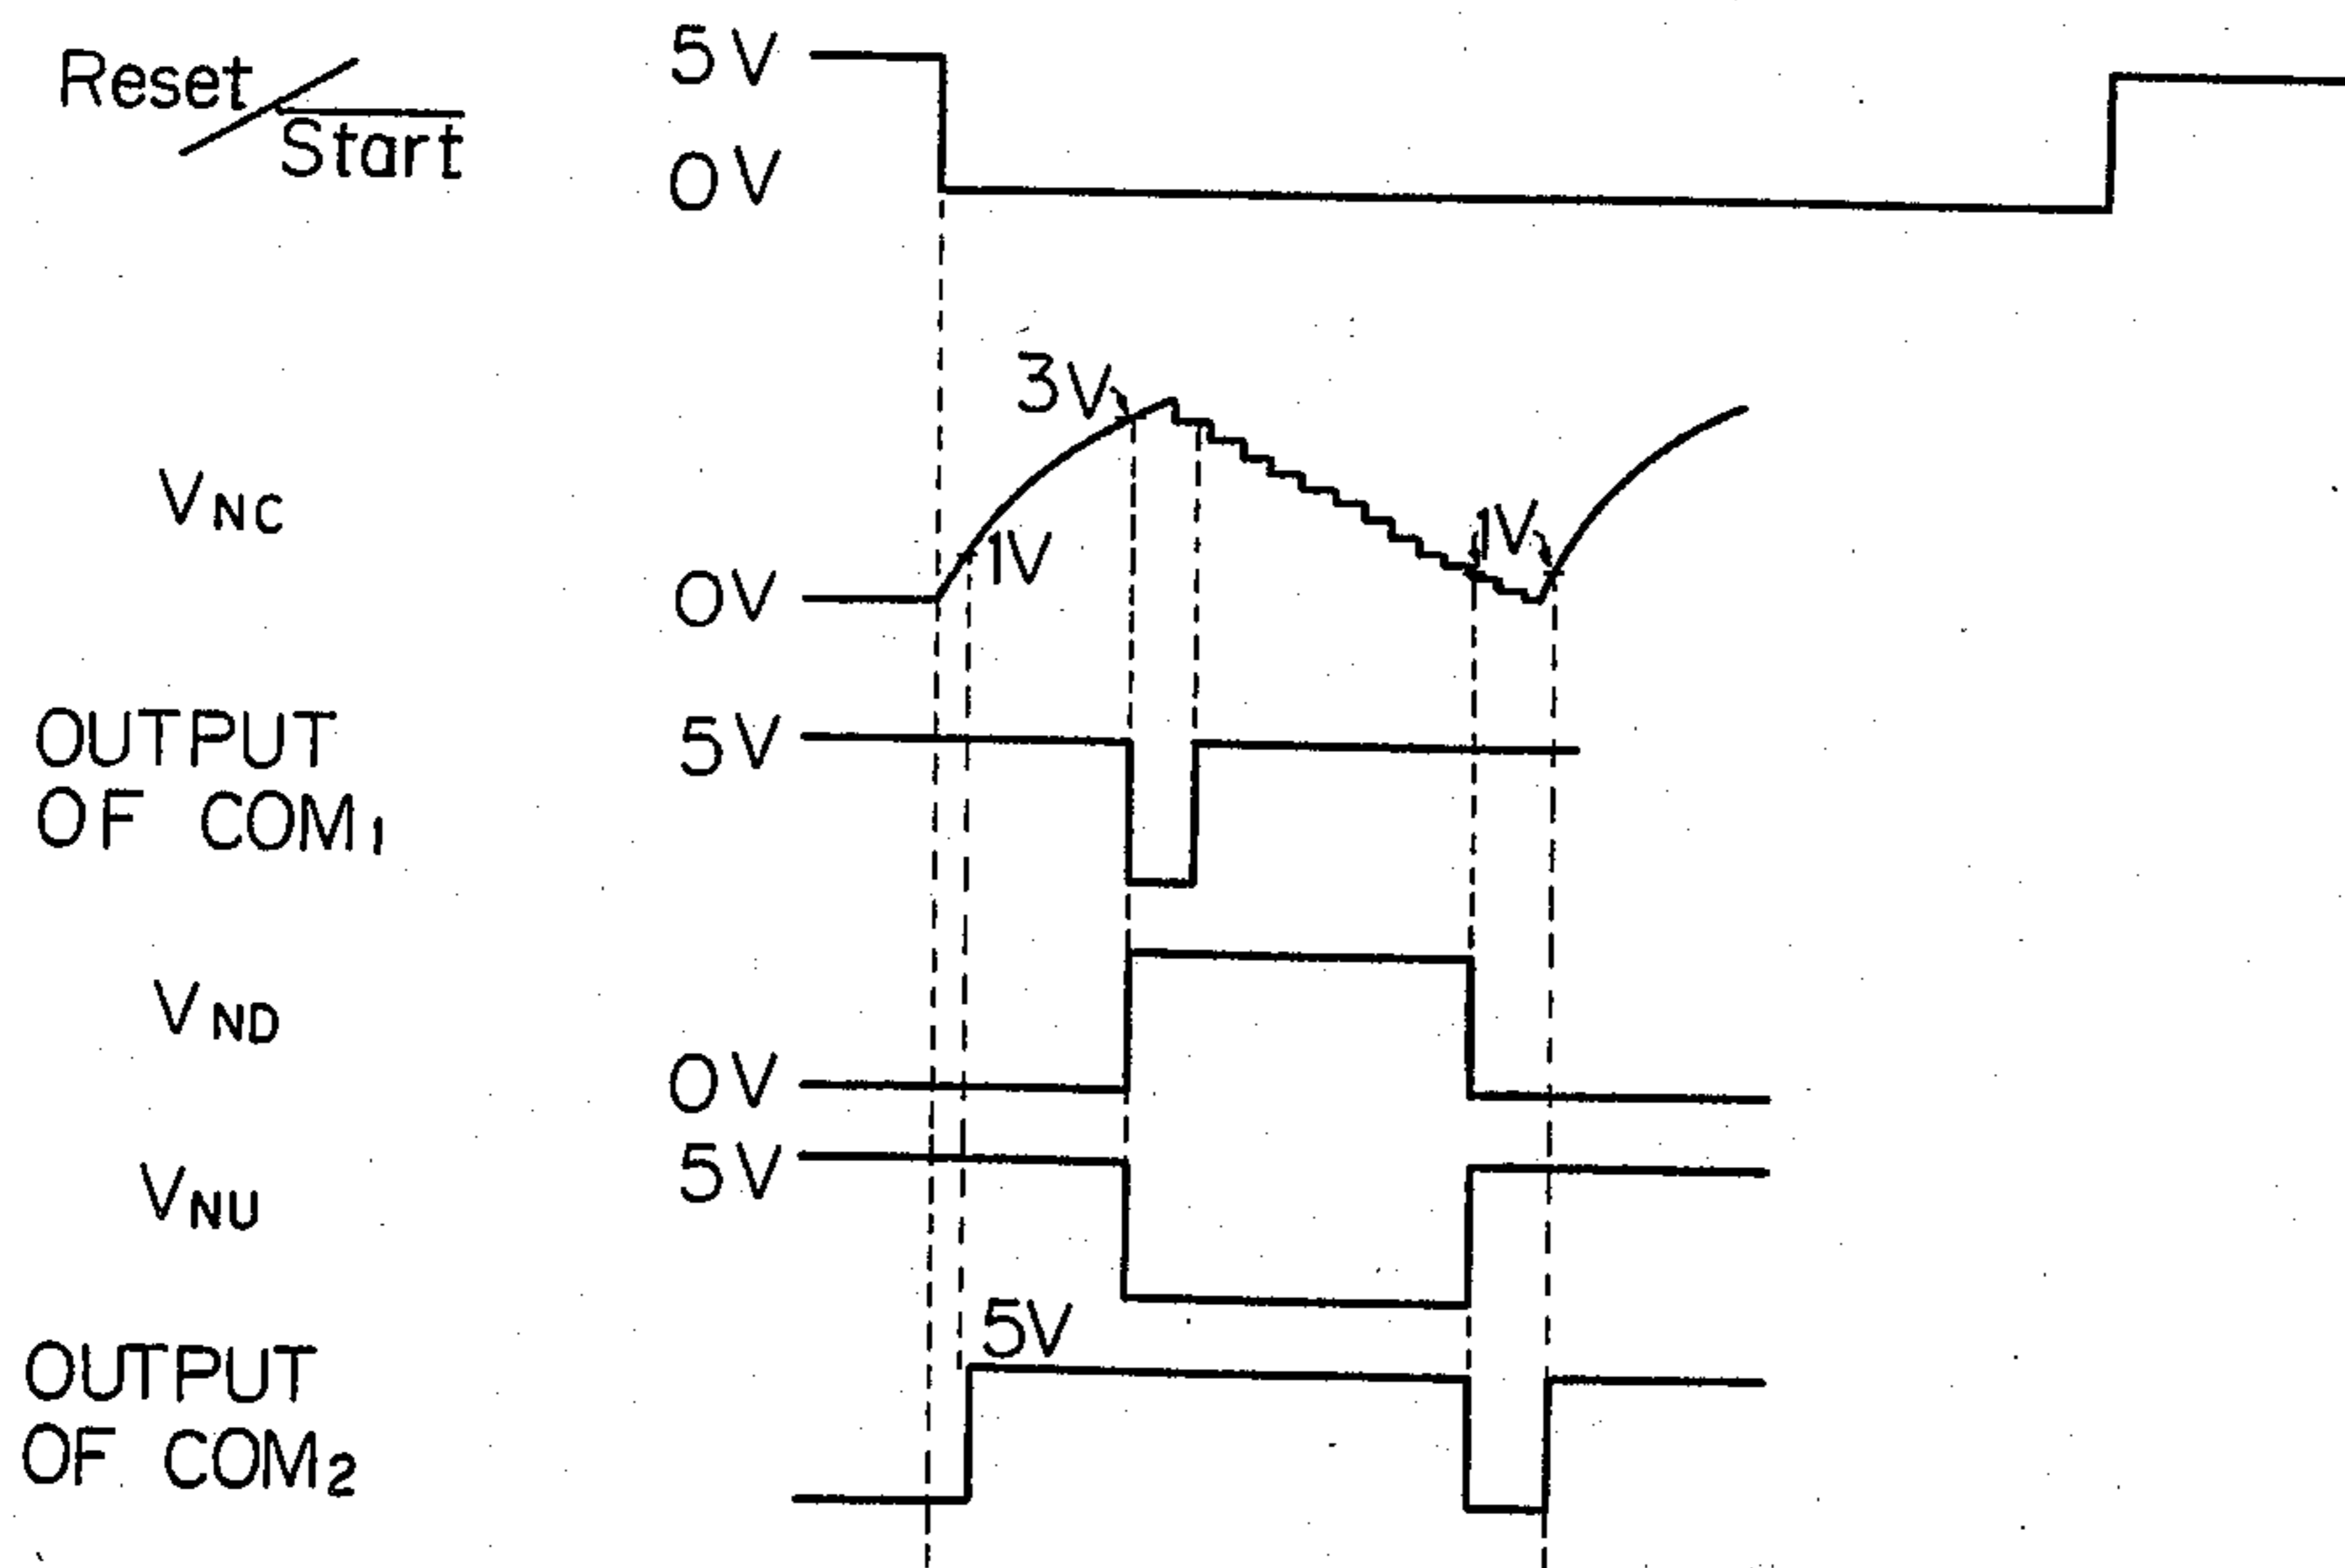 Reset
Start
5V
0V
3V
1V
1V
VNC
0V
OUTPUT
OF COM1
5V
VND
0V
VNU
5V
5V
OUTPUT
OF COM2